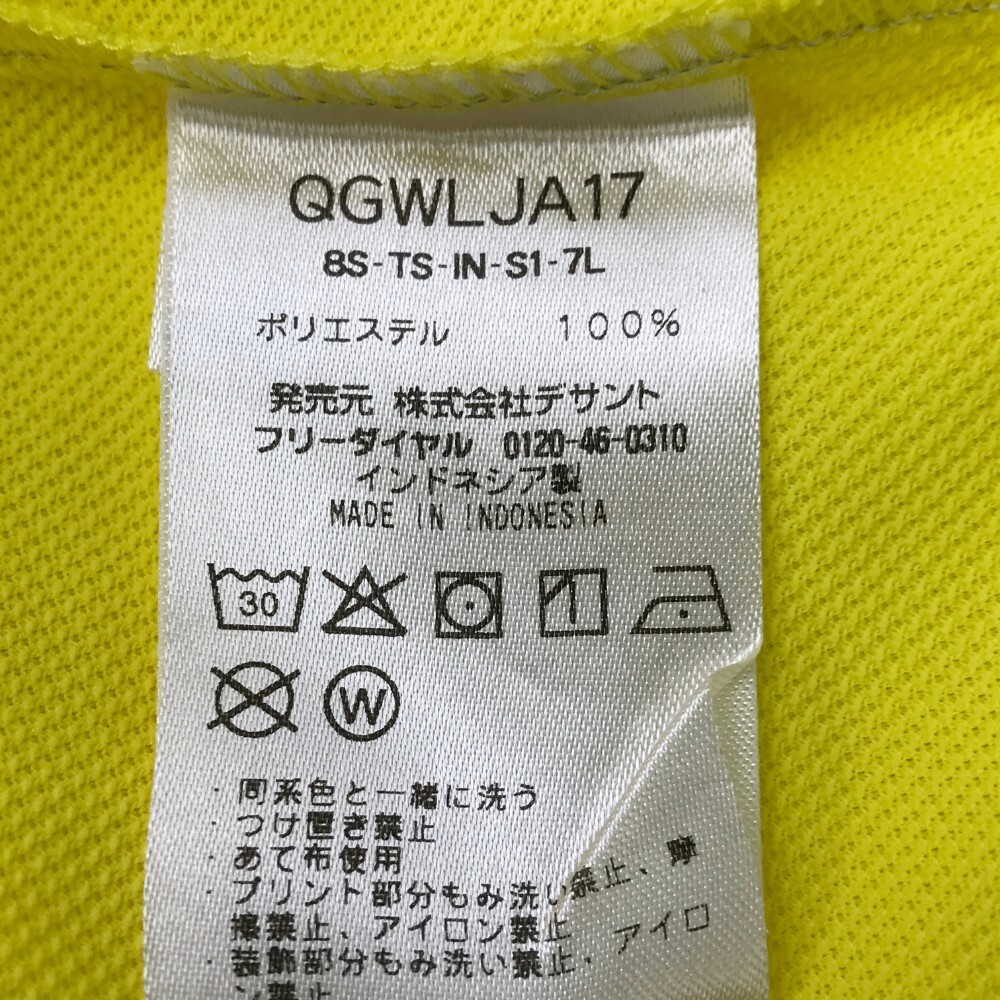 QGWLJA17
8S-TS-IN-S1-7L
ポリエステル 100%
発売元 株式会社デサント
フリーダイヤル 0120-46-0310
インドネシア製
MADE IN INDONESIA
30
W
・同系色と一緒に洗う
・つけ置き禁止
・あて布使用
・プリント部分もみ洗い禁止、摩
擦禁止、アイロン禁止
・装飾部分もみ洗い禁止、アイロ
ン禁止